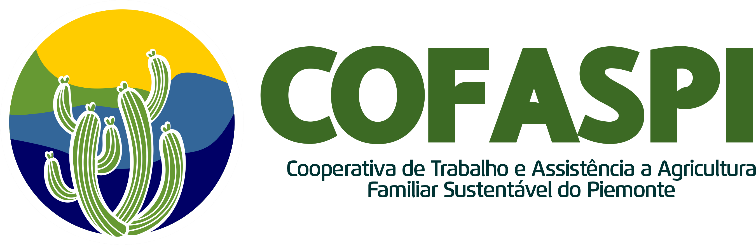 COFASPI
Cooperativa de Trabalho e Assistência a Agricultura
Familiar Sustentável do Piemonte